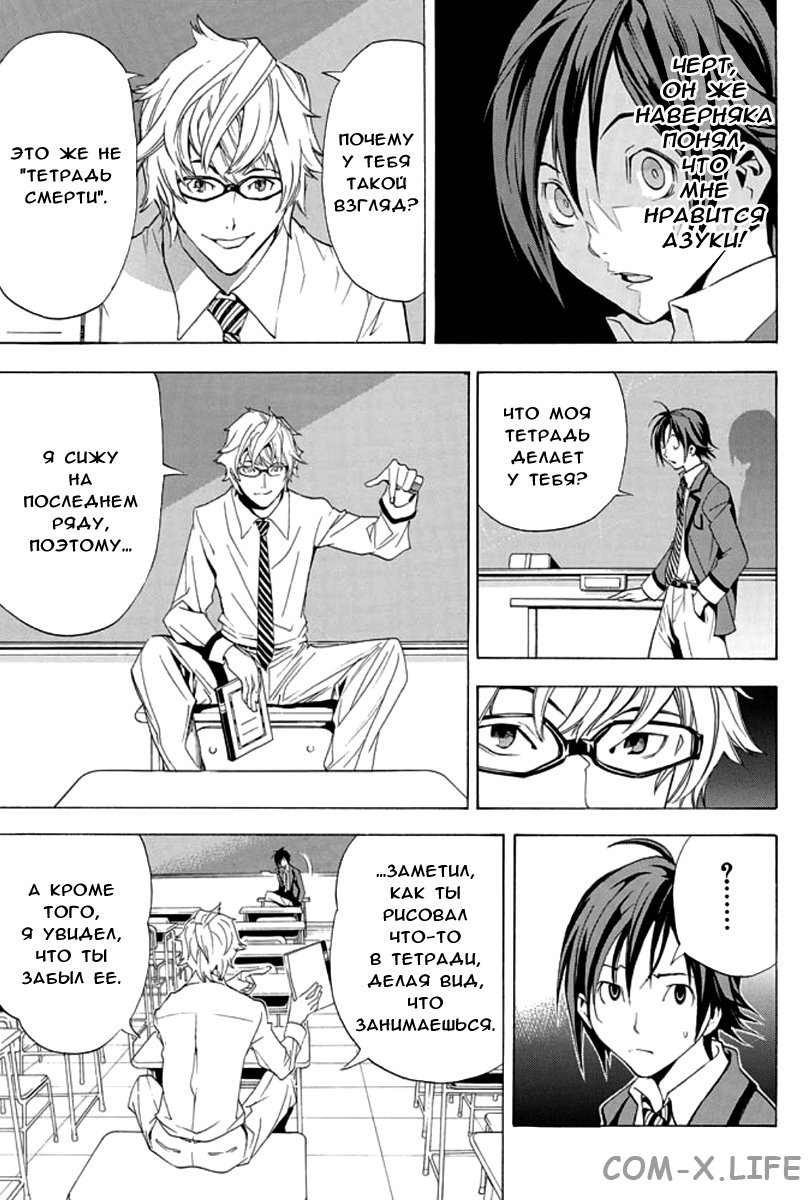 ЧЕРТ,
ОН ЖЕ
НАВЕРНЯКА
ПОНЯЛ,
ЧТО
МНЕ
НРАВИТСЯ
АЗУКИ!
ПОЧЕМУ
У ТЕБЯ
ТАКОЙ
ВЗГЛЯД?
ЭТО ЖЕ НЕ
"ТЕТРАДЬ
СМЕРТИ".
ЧТО МОЯ
ТЕТРАДЬ
ДЕЛАЕТ
У ТЕБЯ?
Я СИЖУ
НА
ПОСЛЕДНЕМ
РЯДУ,
ПОЭТОМУ...
?......
...ЗАМЕТИЛ,
КАК ТЫ
РИСОВАЛ
ЧТО-ТО
В ТЕТРАДИ,
ДЕЛАЯ ВИД,
ЧТО
ЗАНИМАЕШЬСЯ.
А КРОМЕ
ТОГО,
Я УВИДЕЛ,
ЧТО ТЫ
ЗАБЫЛ ЕЕ.
COM-X.LIFE